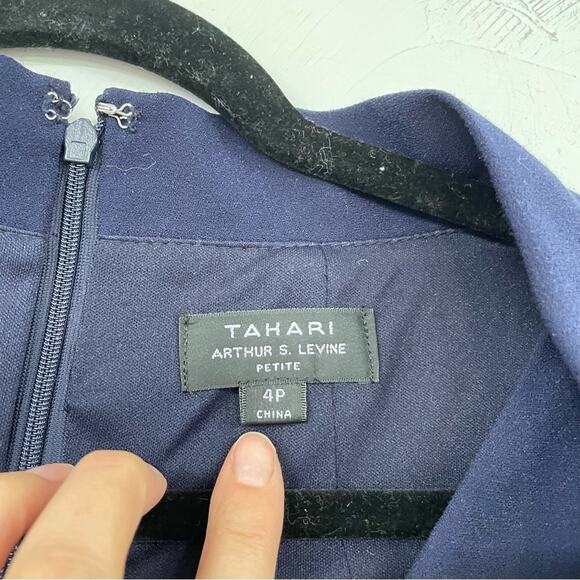 TAHARI
ARTHUR S. LEVINE
PETITE
4P
CHINA